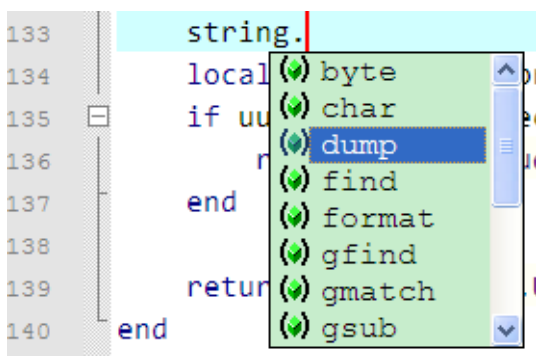 133 string.
134 local
135 if uu
136
137 end
138
139 retur
140 end
byte
char
dump
find
format
gfind
gmatch
gsub